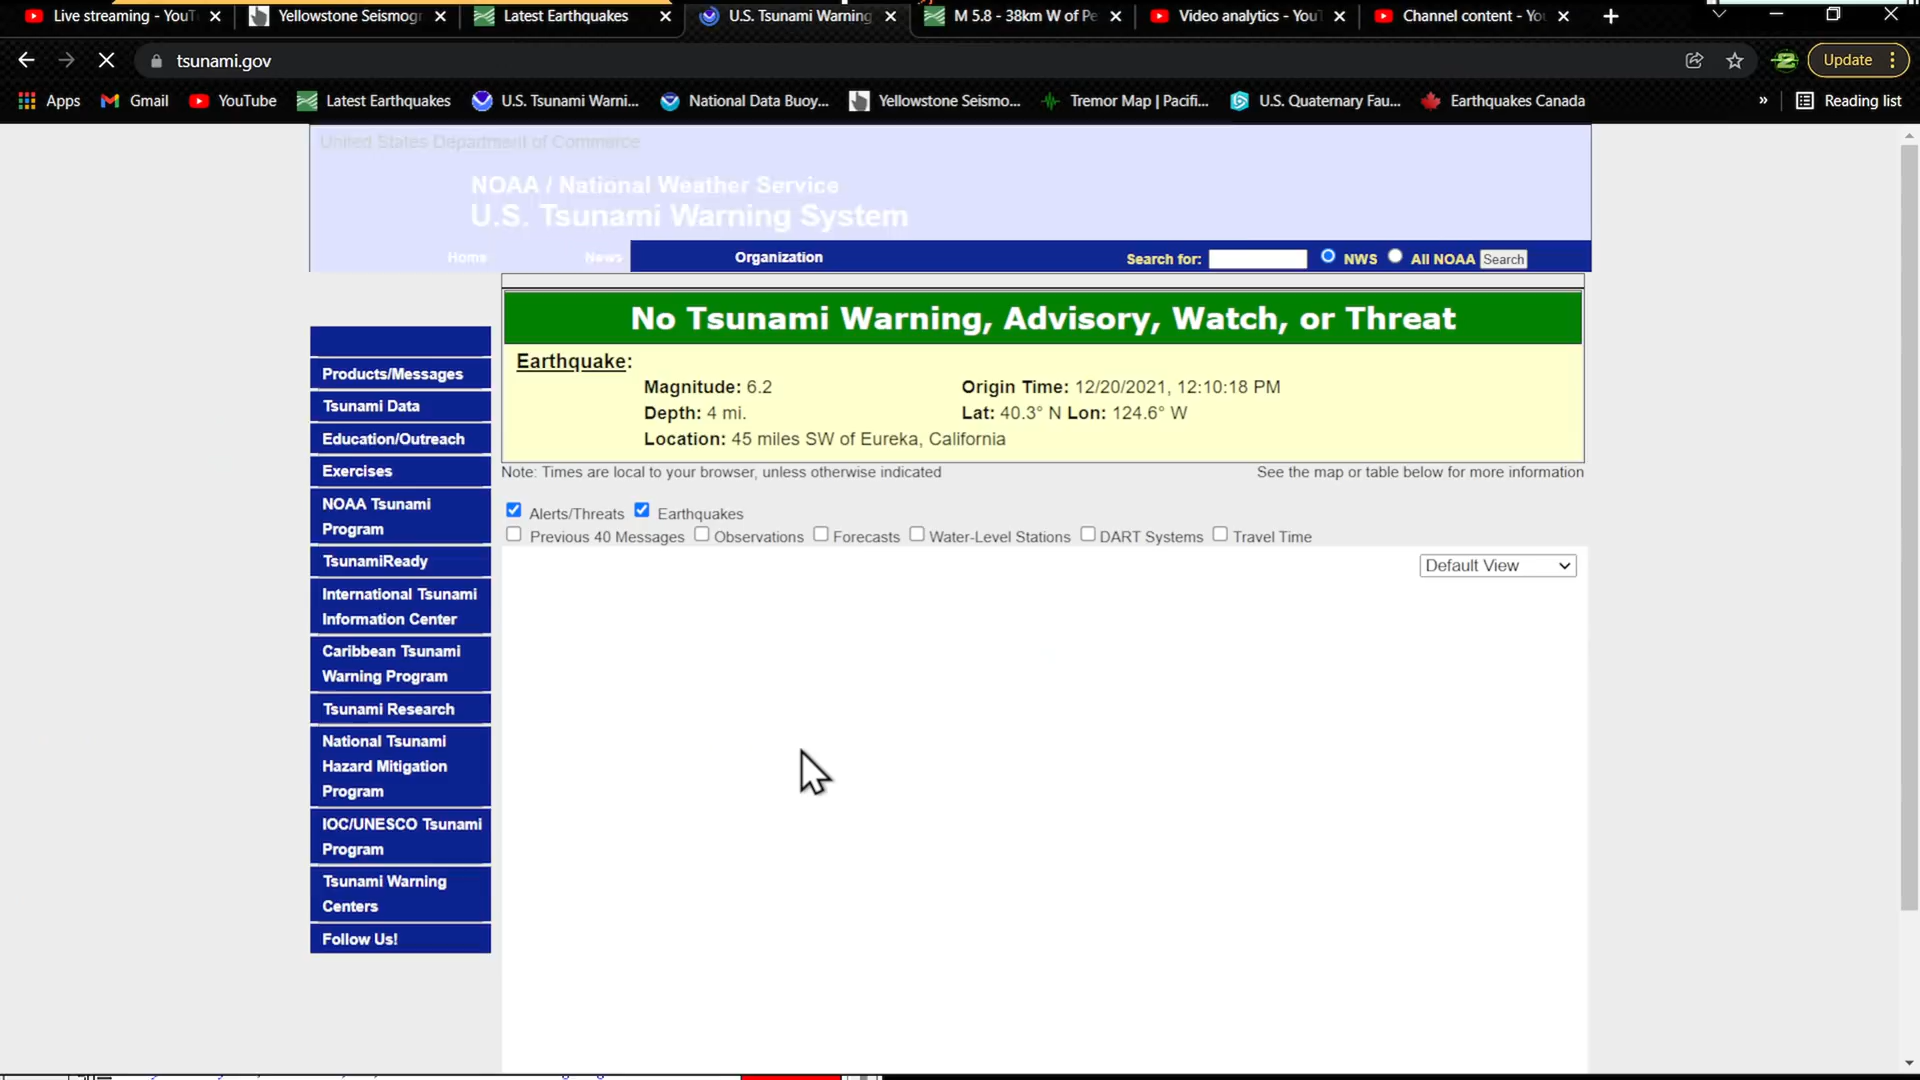 Live streaming - YouT
Yellowstone Seismogr
Latest Earthquakes
U.S. Tsunami Warning
M 5.8 - 38km W of Pe
Video analytics - YouT
Channel content - Yo
tsunami.gov
Update
Apps
Gmail
YouTube
Latest Earthquakes
U.S. Tsunami Warni...
National Data Buoy...
Yellowstone Seismo...
Tremor Map | Pacifi...
U.S. Quaternary Fau...
Earthquakes Canada
»
Reading list
United States Department of Commerce
NOAA / National Weather Service
U.S. Tsunami Warning System
Home News Organization Search for: NWS All NOAA Search
No Tsunami Warning, Advisory, Watch, or Threat
Earthquake:
Magnitude: 6.2 Origin Time: 12/20/2021, 12:10:18 PM
Depth: 4 mi. Lat: 40.3° N Lon: 124.6° W
Location: 45 miles SW of Eureka, California
Note: Times are local to your browser, unless otherwise indicated See the map or table below for more information
Alerts/Threats Earthquakes
Previous 40 Messages Observations Forecasts Water-Level Stations DART Systems Travel Time
Default View
Products/Messages
Tsunami Data
Education/Outreach
Exercises
NOAA Tsunami
Program
TsunamiReady
International Tsunami
Information Center
Caribbean Tsunami
Warning Program
Tsunami Research
National Tsunami
Hazard Mitigation
Program
IOC/UNESCO Tsunami
Program
Tsunami Warning
Centers
Follow Us!